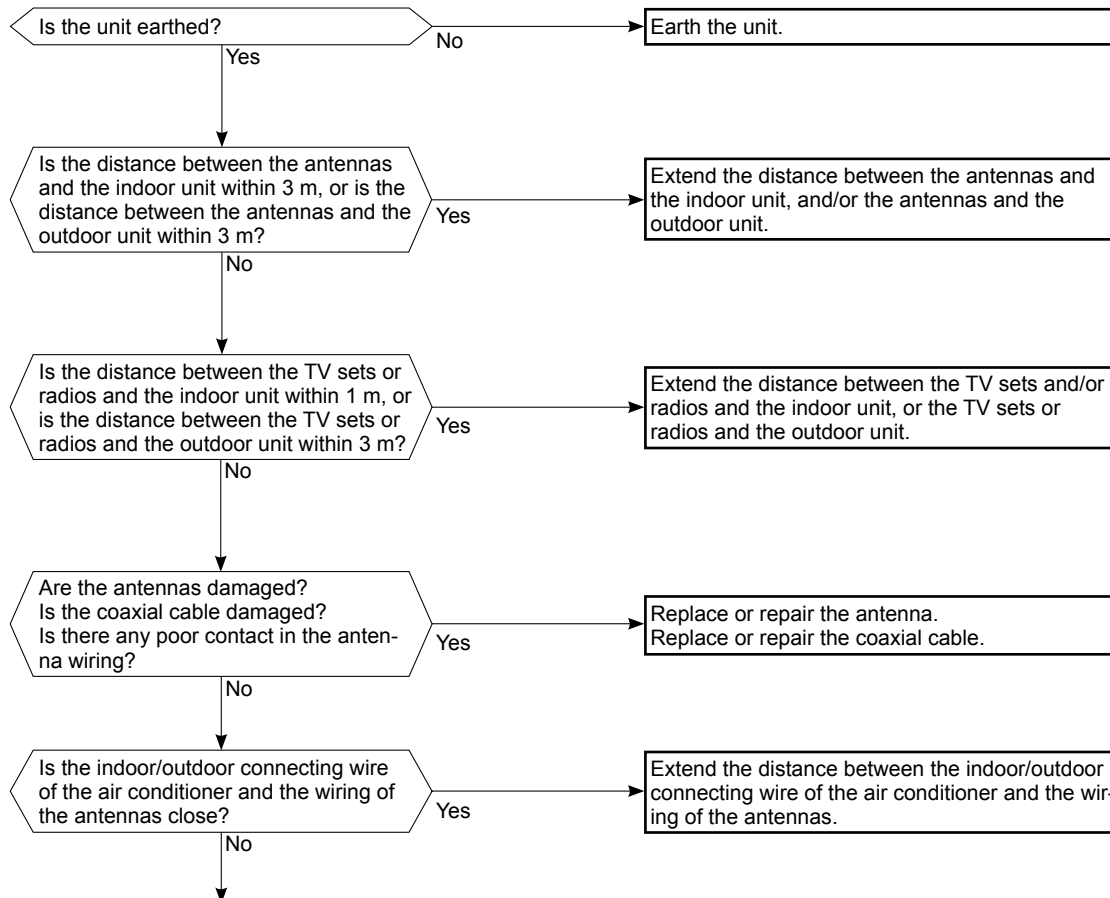 Is the unit earthed?
No
Earth the unit.
Yes
Is the distance between the antennas
and the indoor unit within 3 m, or is the
distance between the antennas and the
outdoor unit within 3 m?
Yes
Extend the distance between the antennas and
the indoor unit, and/or the antennas and the
outdoor unit.
No
Is the distance between the TV sets or
radios and the indoor unit within 1 m, or
is the distance between the TV sets or
radios and the outdoor unit within 3 m?
Yes
Extend the distance between the TV sets and/or
radios and the indoor unit, or the TV sets or
radios and the outdoor unit.
No
Are the antennas damaged?
Is the coaxial cable damaged?
Is there any poor contact in the anten-
na wiring?
Yes
Replace or repair the antenna.
Replace or repair the coaxial cable.
No
Is the indoor/outdoor connecting wire
of the air conditioner and the wiring of
the antennas close?
Yes
Extend the distance between the indoor/outdoor
connecting wire of the air conditioner and the wir-
ing of the antennas.
No